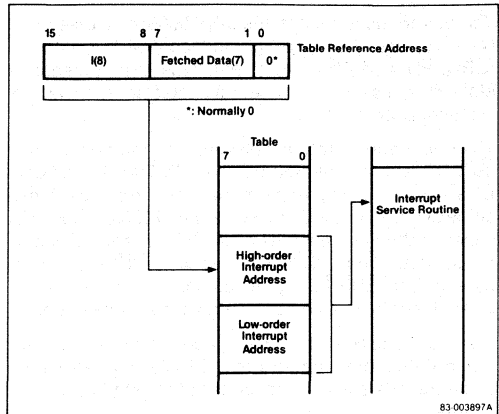 15 8 7 1 0
Table Reference Address
I(8) Fetched Data(7) 0*
*: Normally 0
Table
7 0
Interrupt
Service Routine
High-order
Interrupt
Address
Low-order
Interrupt
Address
83-003897A